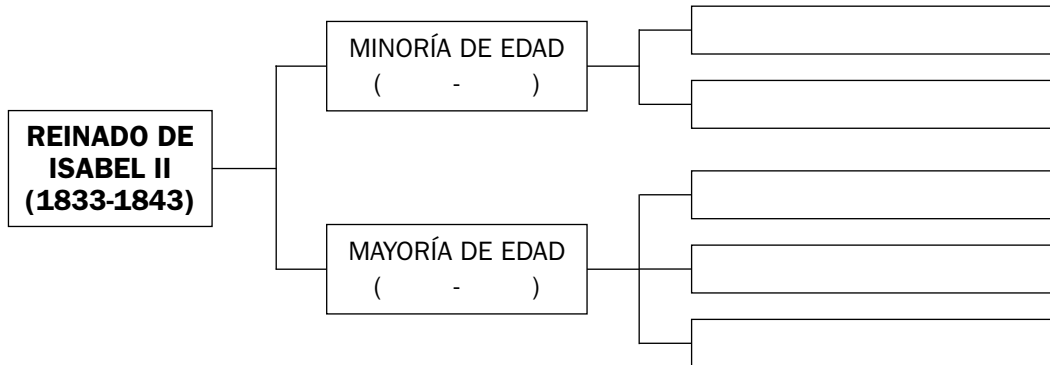 REINADO DE
ISABEL II
(1833-1843)
MINORÍA DE EDAD
( - )
MAYORÍA DE EDAD
( - )